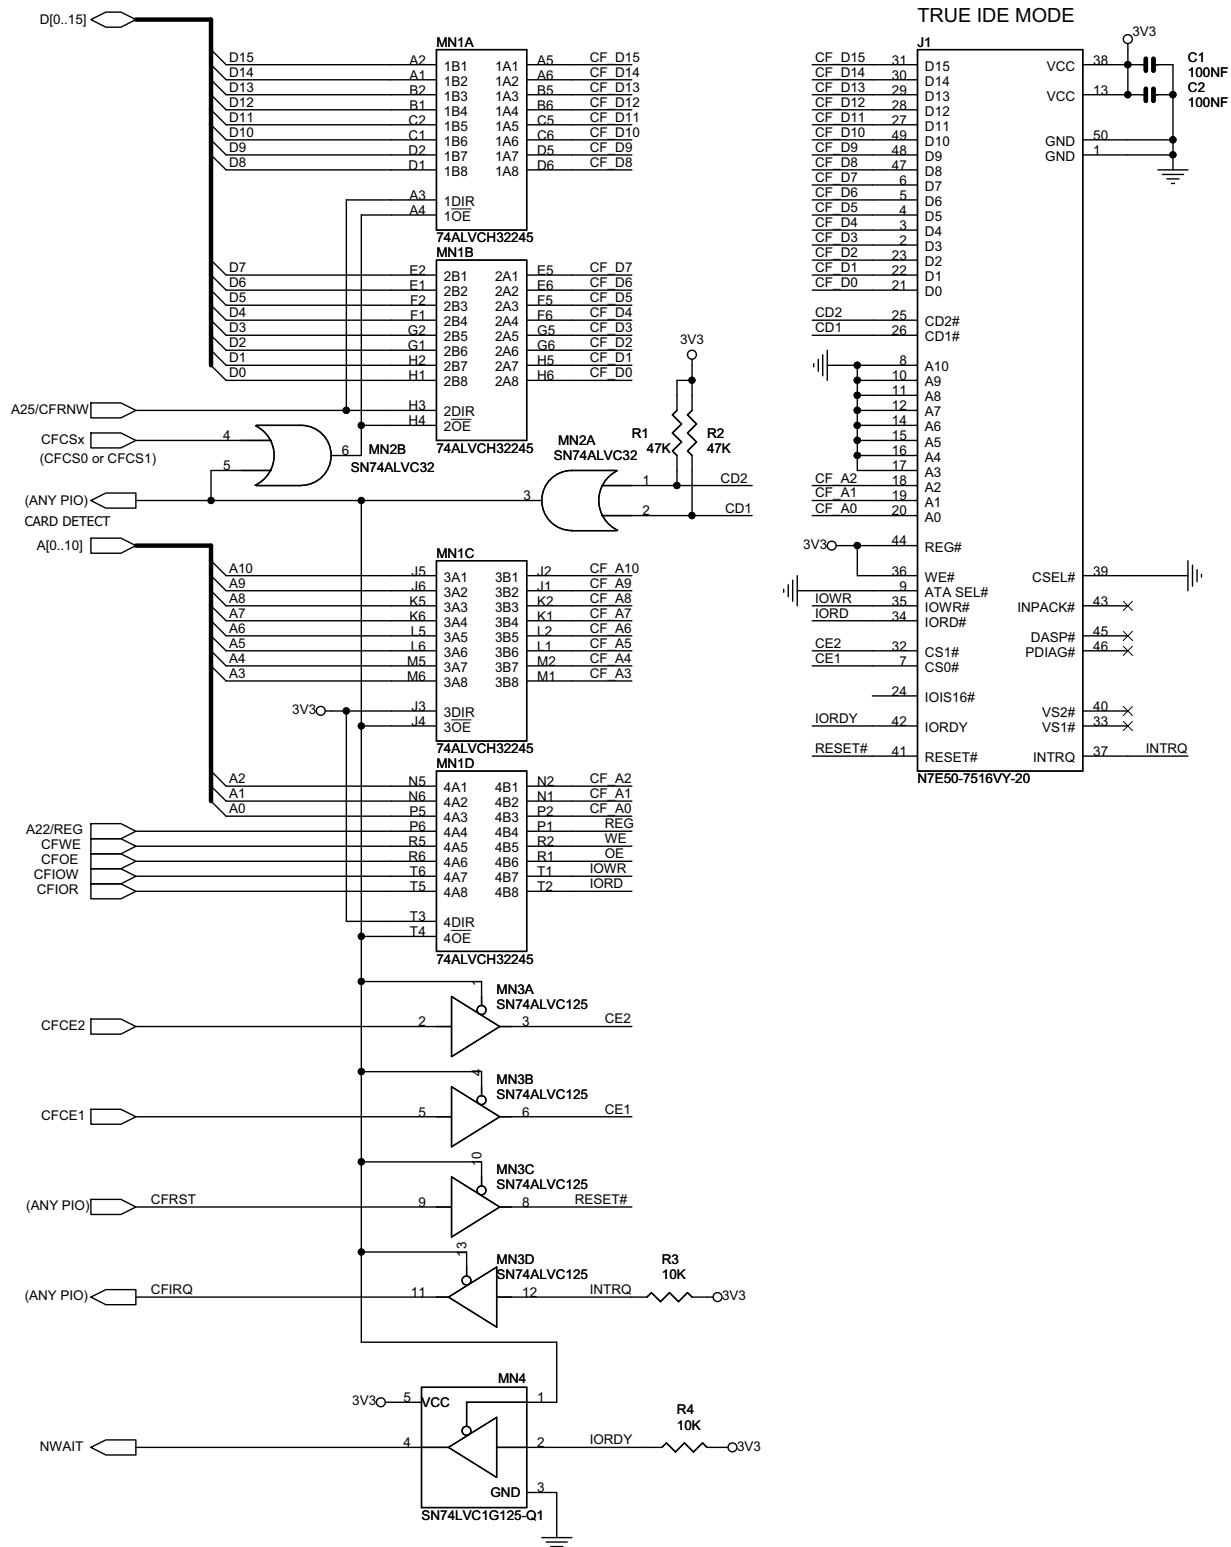 TRUE IDE MODE
D[0..15]
MN1A
D15 A2 1B1 1A1 A5 CF_D15
D14 A1 1B2 1A2 A6 CF_D14
D13 B2 1B3 1A3 B5 CF_D13
D12 B1 1B4 1A4 B6 CF_D12
D11 C2 1B5 1A5 C5 CF_D11
D10 C1 1B6 1A6 C6 CF_D10
D9 D2 1B7 1A7 D5 CF_D9
D8 D1 1B8 1A8 D6 CF_D8
A3 1DIR
A4 1OE
74ALVCH32245
MN1B
D7 E2 2B1 2A1 E5 CF_D7
D6 E1 2B2 2A2 E6 CF_D6
D5 F2 2B3 2A3 F5 CF_D5
D4 F1 2B4 2A4 F6 CF_D4
D3 G2 2B5 2A5 G5 CF_D3
D2 G1 2B6 2A6 G6 CF_D2
D1 H2 2B7 2A7 H5 CF_D1
D0 H1 2B8 2A8 H6 CF_D0
A25/CFRNW H3 2DIR
H4 2OE
74ALVCH32245
CFCSx 4
(CFCS0 or CFCS1)
5
6
MN2B
SN74ALVC32
3V3
R1
47K
R2
47K
MN2A
SN74ALVC32
1 CD2
2 CD1
3
(ANY PIO)
CARD DETECT
A[0..10]
MN1C
A10 J5 3A1 3B1 J2 CF_A10
A9 J6 3A2 3B2 J1 CF_A9
A8 K5 3A3 3B3 K2 CF_A8
A7 K6 3A4 3B4 K1 CF_A7
A6 L5 3A5 3B5 L2 CF_A6
A5 L6 3A6 3B6 L1 CF_A5
A4 M5 3A7 3B7 M2 CF_A4
A3 M6 3A8 3B8 M1 CF_A3
3V3 J3 3DIR
J4 3OE
74ALVCH32245
MN1D
A2 N5 4A1 4B1 N2 CF_A2
A1 N6 4A2 4B2 N1 CF_A1
A0 P5 4A3 4B3 P2 CF_A0
A22/REG P6 4A4 4B4 P1 REG
CFWE R5 4A5 4B5 R2 WE
CFOE R6 4A6 4B6 R1 OE
CFIOW T6 4A7 4B7 T1 IOWR
CFIOR T5 4A8 4B8 T2 IORD
T3 4DIR
T4 4OE
74ALVCH32245
1
MN3A
SN74ALVC125
CFCE2 2 3 CE2
4
MN3B
SN74ALVC125
CFCE1 5 6 CE1
10
MN3C
SN74ALVC125
(ANY PIO) CFRST 9 8 RESET#
13
MN3D
SN74ALVC125
R3
10K
(ANY PIO) CFIRQ 11 12 INTRQ 3V3
MN4
3V3 5 VCC 1
R4
10K
NWAIT 4 2 IORDY 3V3
GND 3
SN74LVC1G125-Q1
J1
3V3
CF_D15 31 D15 VCC 38
C1
100NF
CF_D14 30 D14
CF_D13 29 D13 VCC 13
C2
100NF
CF_D12 28 D12
CF_D11 27 D11
CF_D10 49 D10 GND 50
CF_D9 48 D9 GND 1
CF_D8 47 D8
CF_D7 6 D7
CF_D6 5 D6
CF_D5 4 D5
CF_D4 3 D4
CF_D3 2 D3
CF_D2 23 D2
CF_D1 22 D1
CF_D0 21 D0
CD2 25 CD2#
CD1 26 CD1#
8 A10
10 A9
11 A8
12 A7
14 A6
15 A5
16 A4
17 A3
CF_A2 18 A2
CF_A1 19 A1
CF_A0 20 A0
3V3 44 REG#
36 WE# CSEL# 39
9 ATA SEL#
IOWR 35 IOWR# INPACK# 43
IORD 34 IORD#
DASP# 45
CE2 32 CS1# PDIAG# 46
CE1 7 CS0#
24 IOIS16#
VS2# 40
IORDY 42 IORDY VS1# 33
RESET# 41 RESET# INTRQ 37 INTRQ
N7E50-7516VY-20